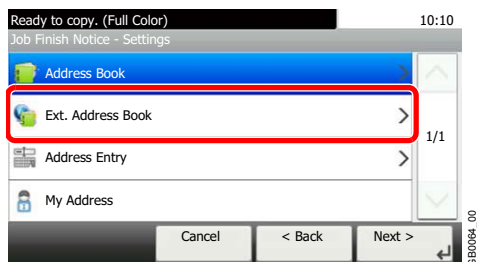 Ready to copy. (Full Color) 10:10
Job Finish Notice - Settings
Address Book
Ext. Address Book
1/1
Address Entry
My Address
Cancel < Back Next >
GB0064_00